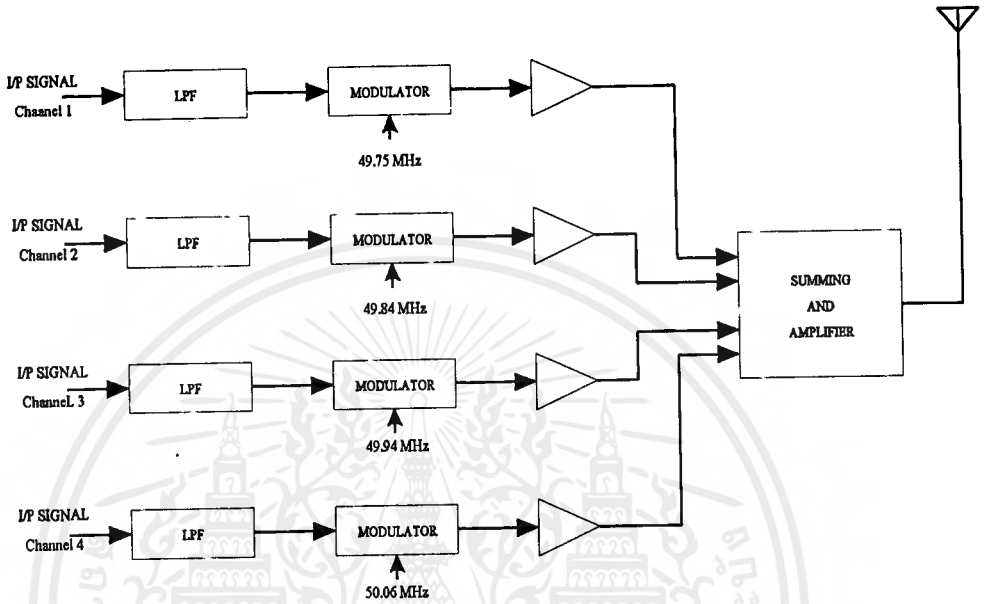 I/P SIGNAL
Chaanel 1
LPF
MODULATOR
49.75 MHz
I/P SIGNAL
Channel 2
LPF
MODULATOR
49.84 MHz
SUMMING
AND
AMPLIFIER
I/P SIGNAL
ChanneL 3
LPF
MODULATOR
49.94 MHz
I/P SIGNAL
Channel 4
LPF
MODULATOR
50.06 MHz